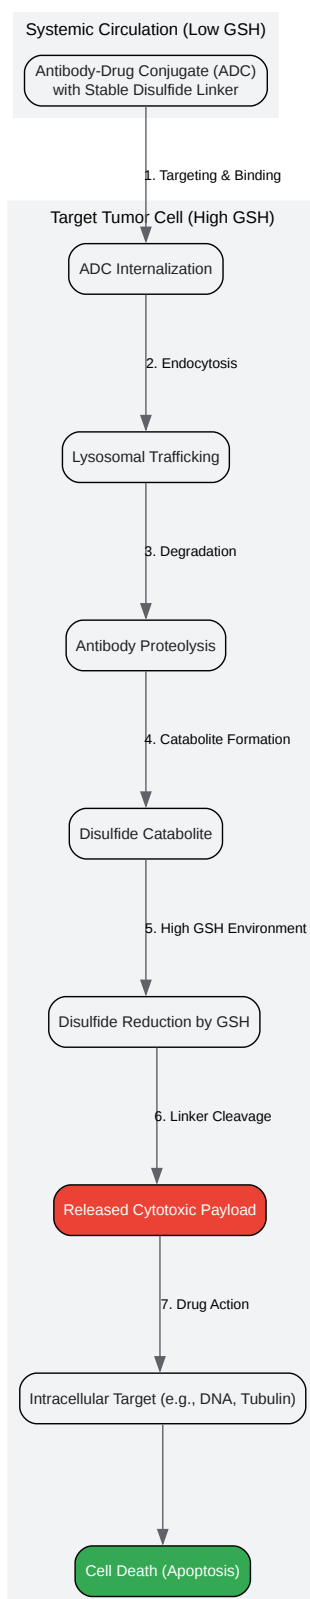 Systemic Circulation (Low GSH)
Antibody-Drug Conjugate (ADC)
with Stable Disulfide Linker
1. Targeting & Binding
Target Tumor Cell (High GSH)
ADC Internalization
2. Endocytosis
Lysosomal Trafficking
3. Degradation
Antibody Proteolysis
4. Catabolite Formation
Disulfide Catabolite
5. High GSH Environment
Disulfide Reduction by GSH
6. Linker Cleavage
Released Cytotoxic Payload
7. Drug Action
Intracellular Target (e.g., DNA, Tubulin)
Cell Death (Apoptosis)